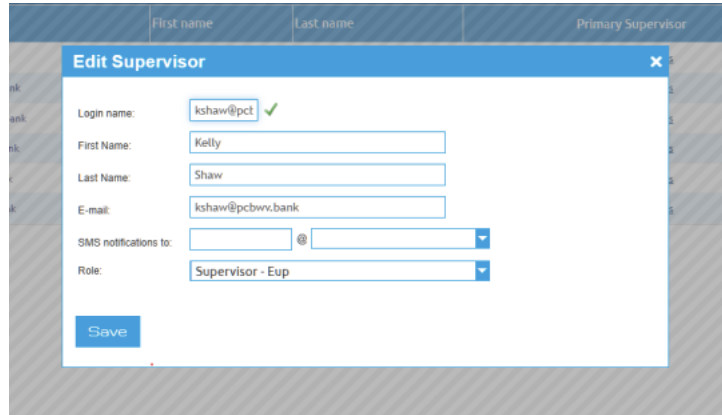 First name Last name Primary Supervisor
Edit Supervisor
Login name: kshaw@pct
First Name: Kelly
Last Name: Shaw
E-mail: kshaw@pcbwv.bank
SMS notifications to: @
Role: Supervisor - Eup
Save